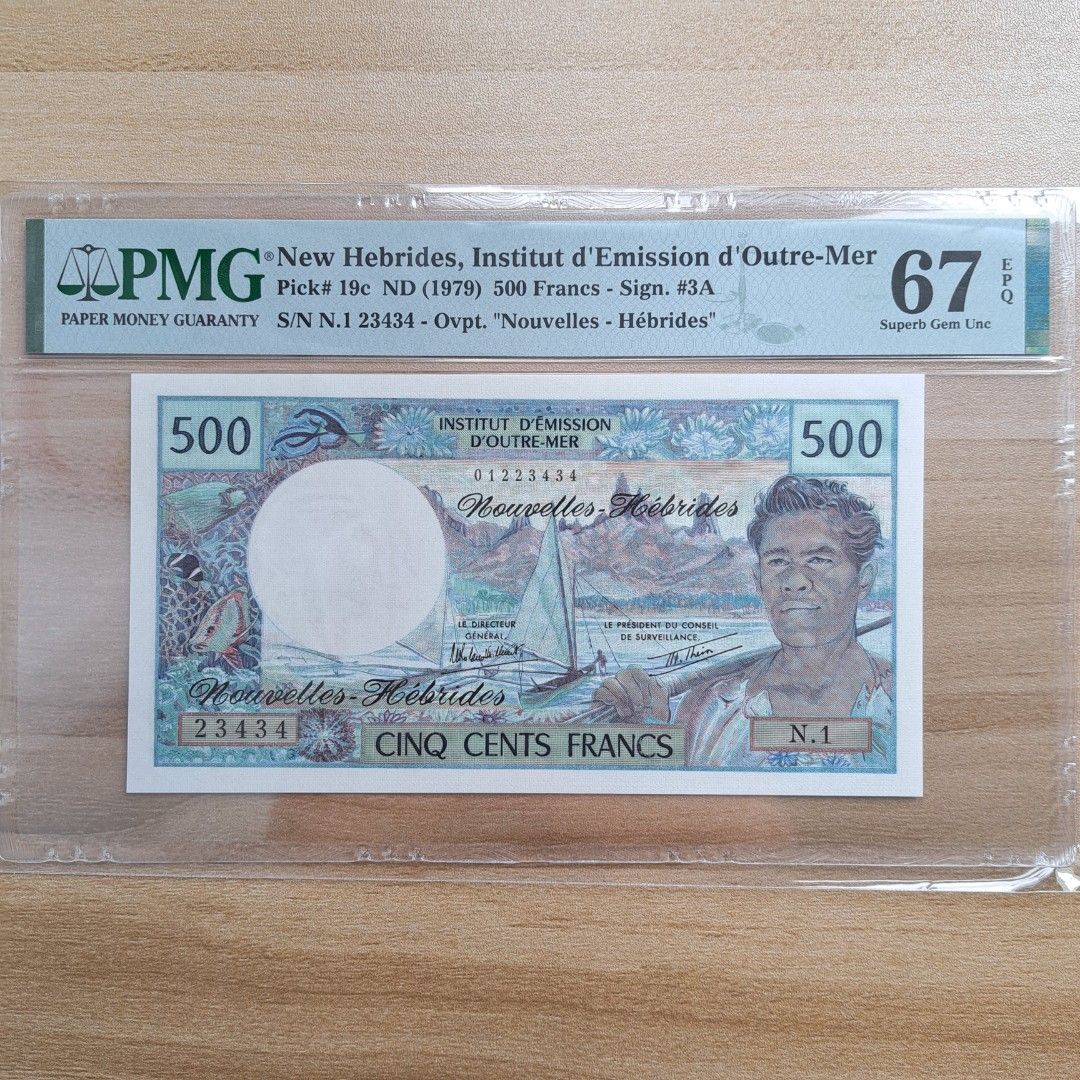 PMG®
PAPER MONEY GUARANTY
New Hebrides, Institut d'Emission d'Outre-Mer
Pick# 19c ND (1979) 500 Francs - Sign. #3A
S/N N.1 23434 - Ovpt. "Nouvelles - Hébrides"
67
Superb Gem Unc
EPQ
500
INSTITUT D'ÉMISSION
D'OUTRE-MER
500
01223434
Nouvelles-Hébrides
LE DIRECTEUR
GÉNÉRAL.
LE PRÉSIDENT DU CONSEIL
DE SURVEILLANCE.
Nouvelles-Hébrides
23434
CINQ CENTS FRANCS
N.1